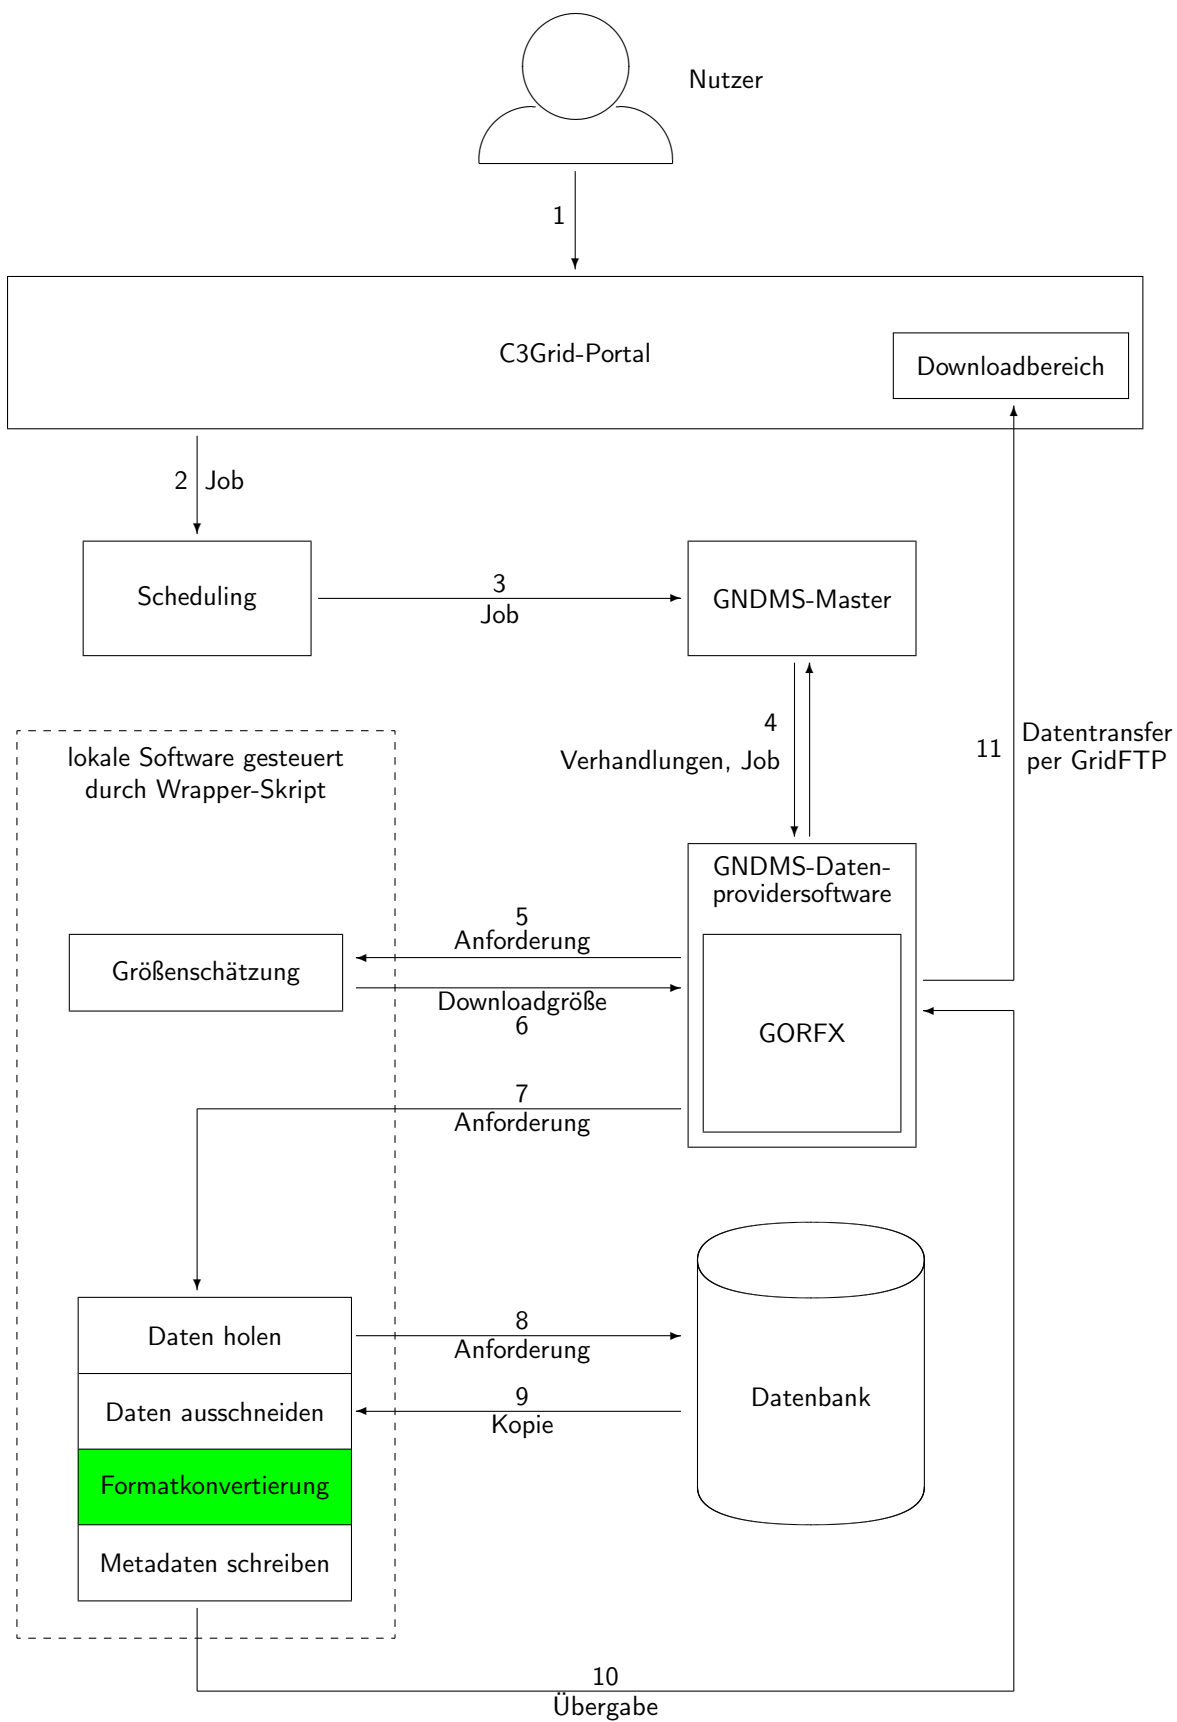 Nutzer
1
C3Grid-Portal
Downloadbereich
2 Job
Scheduling
3
Job
GNDMS-Master
4
Verhandlungen, Job
11
Datentransfer
per GridFTP
lokale Software gesteuert
durch Wrapper-Skript
GNDMS-Daten-
providersoftware
5
Anforderung
Größenschätzung
Downloadgröße
6
GORFX
7
Anforderung
Daten holen
8
Anforderung
Daten ausschneiden
9
Kopie
Datenbank
Formatkonvertierung
Metadaten schreiben
10
Übergabe